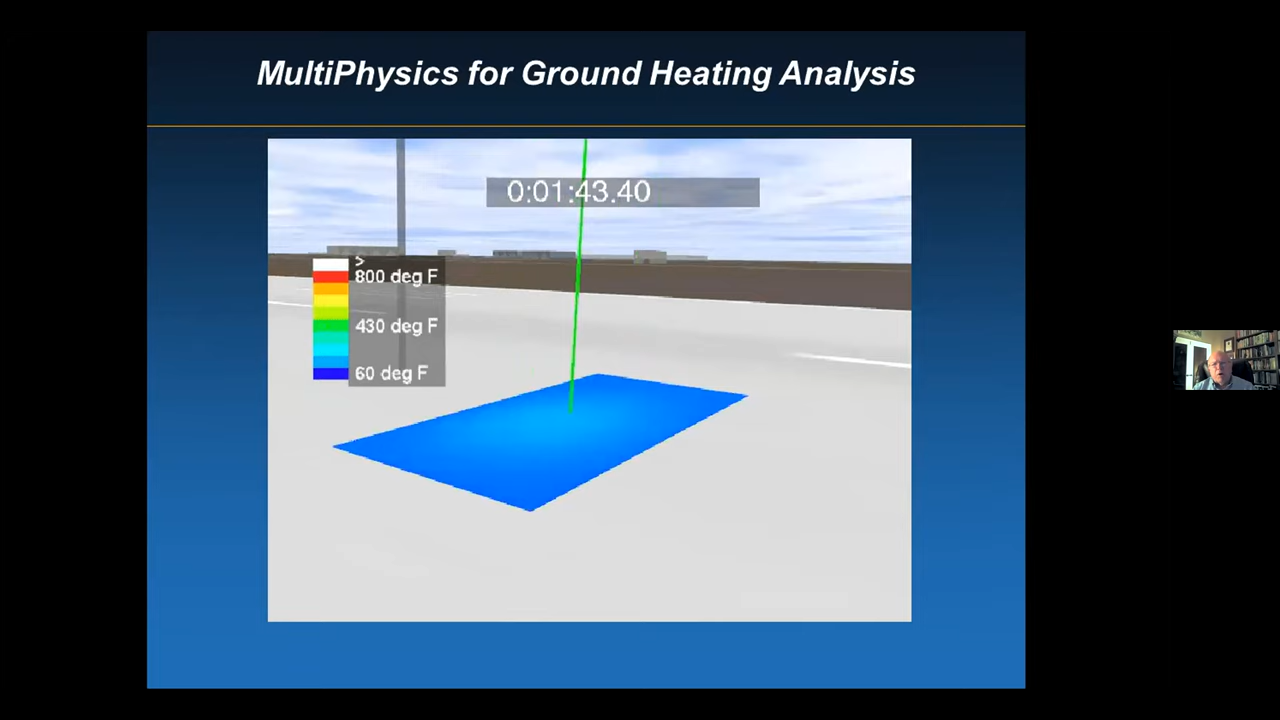 MultiPhysics for Ground Heating Analysis
0:01:43.40
>
800 deg F
430 deg F
60 deg F